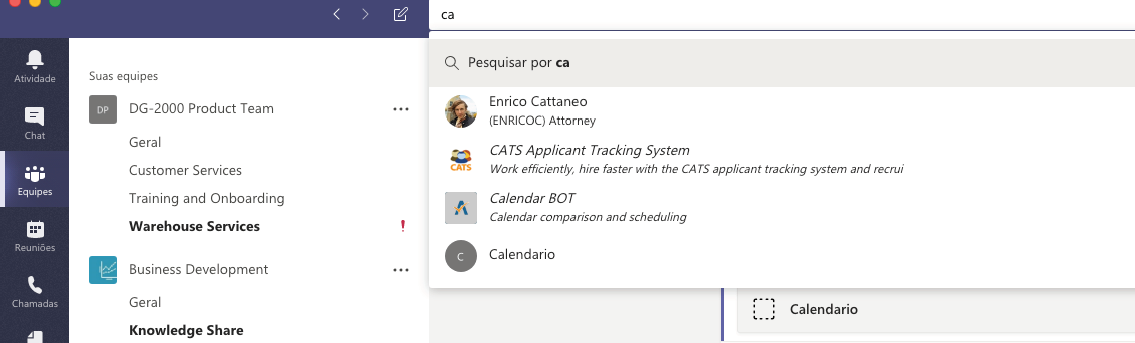 ca
Pesquisar por ca
Enrico Cattaneo
(ENRICOC) Attorney
CATS
CATS Applicant Tracking System
Work efficiently, hire faster with the CATS applicant tracking system and recrui
Calendar BOT
Calendar comparison and scheduling
C
Calendario
Calendario
Atividade
Chat
Equipes
Reuniões
Chamadas
Suas equipes
DP
DG-2000 Product Team
Geral
Customer Services
Training and Onboarding
Warehouse Services
Business Development
Geral
Knowledge Share